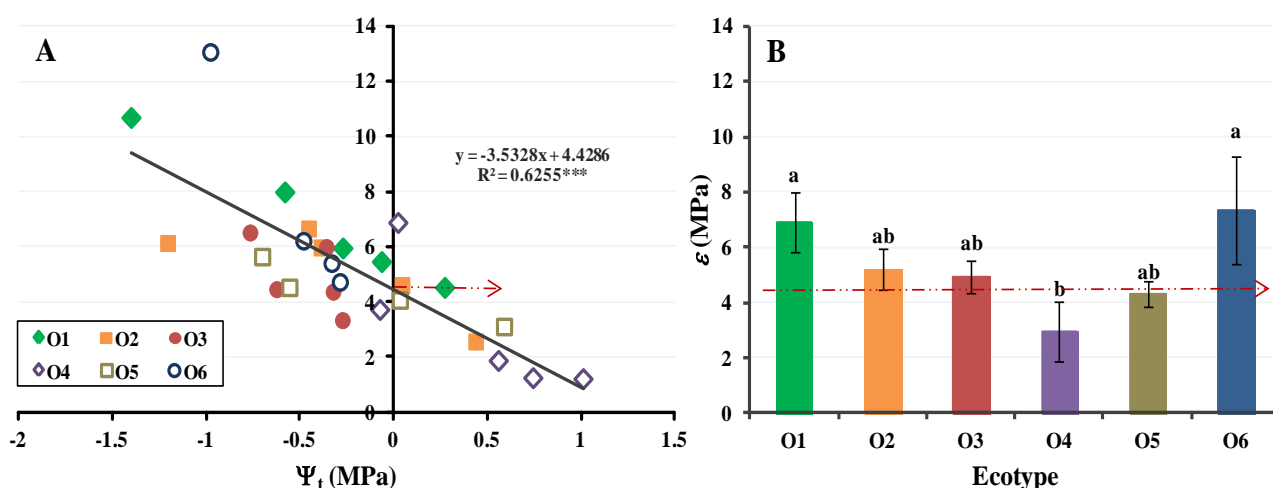 A
14
12
10
8
6
4
2
0
y = -3.5328x + 4.4286
R² = 0.6255***
O1 O2 O3
O4 O5 O6
-2 -1.5 -1 -0.5 0 0.5 1 1.5
Ψt (MPa)
B
ε (MPa)
14
12
10
8
6
4
2
0
a ab ab b ab a
O1 O2 O3 O4 O5 O6
Ecotype